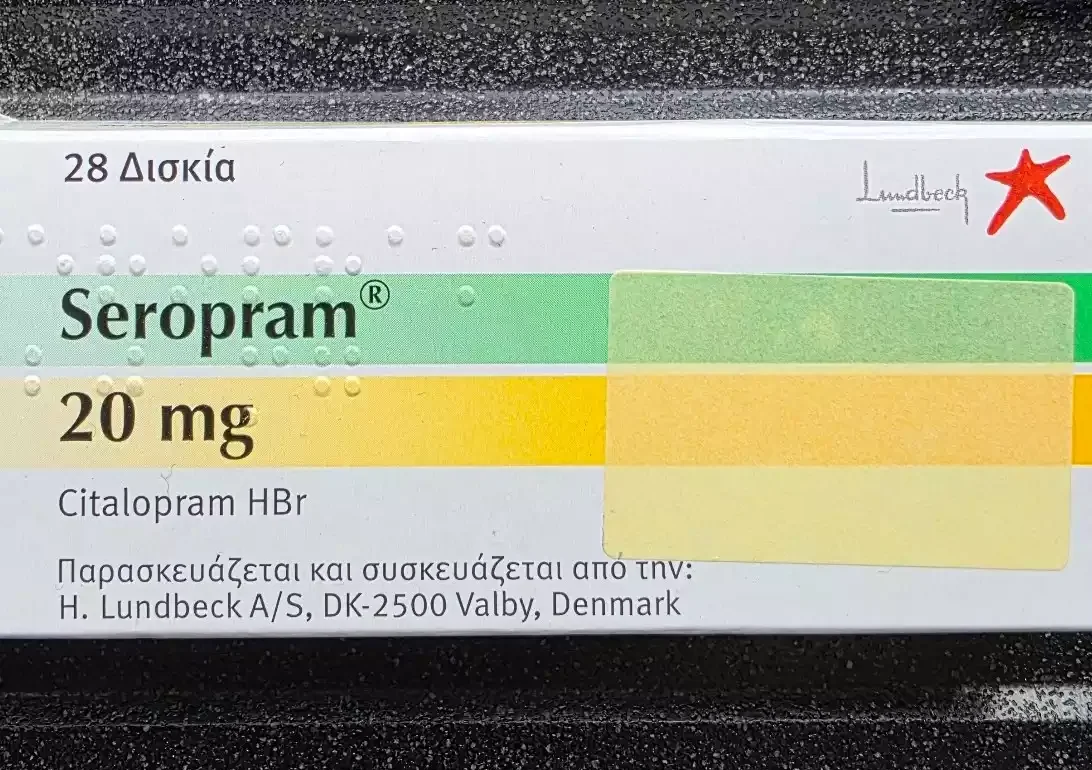 28 Δισκία
Lundbeck
Seropram®
20 mg
Citalopram HBr
Παρασκευάζεται και συσκευάζεται από την:
H. Lundbeck A/S, DK-2500 Valby, Denmark